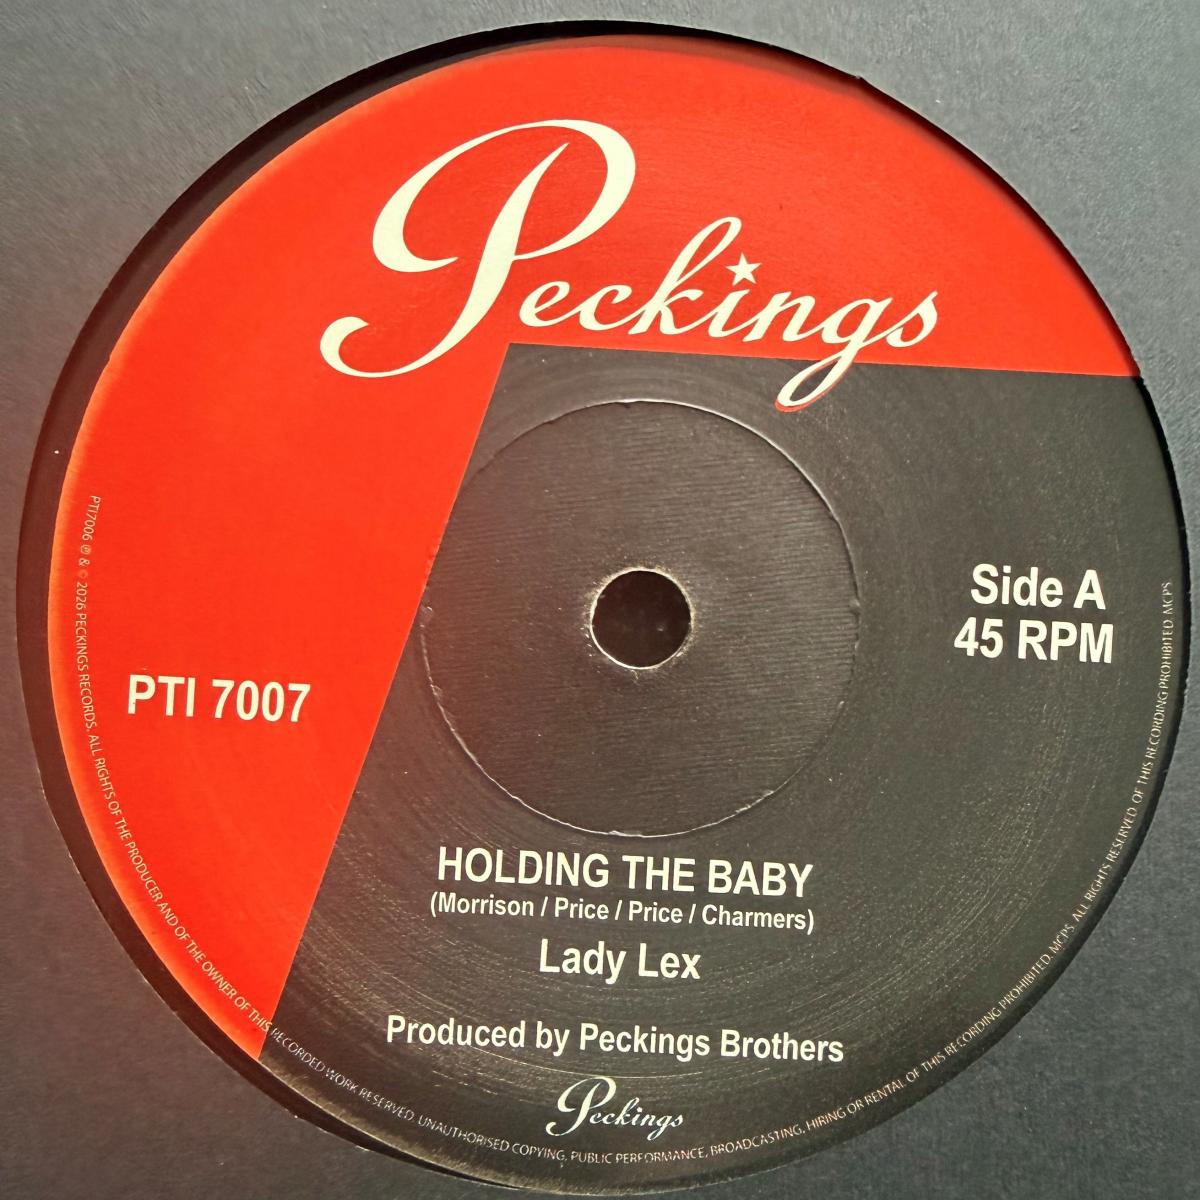 Peckings
Side A
45 RPM
PTI 7007
HOLDING THE BABY
(Morrison / Price / Price / Charmers)
Lady Lex
Produced by Peckings Brothers
Peckings
PTI7006 ℗ & © 2026 PECKINGS RECORDS. ALL RIGHTS OF THE PRODUCER AND OF THE OWNER OF THIS RECORDED WORK RESERVED. UNAUTHORISED COPYING, PUBLIC PERFORMANCE, BROADCASTING, HIRING OR RENTAL OF THIS RECORDING PROHIBITED. MCPS. ALL RIGHTS RESERVED. OF THIS RECORDING PROHIBITED. MCPS.